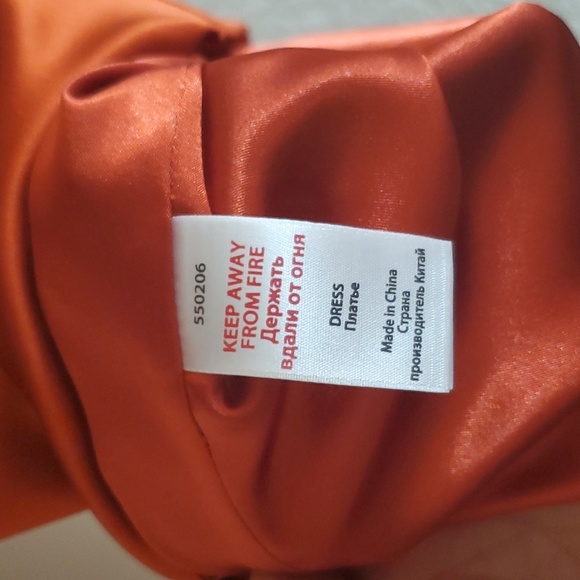 550206
KEEP AWAY
FROM FIRE
Держать
вдали от огня
DRESS
Платье
Made in China
Страна
производитель Китай